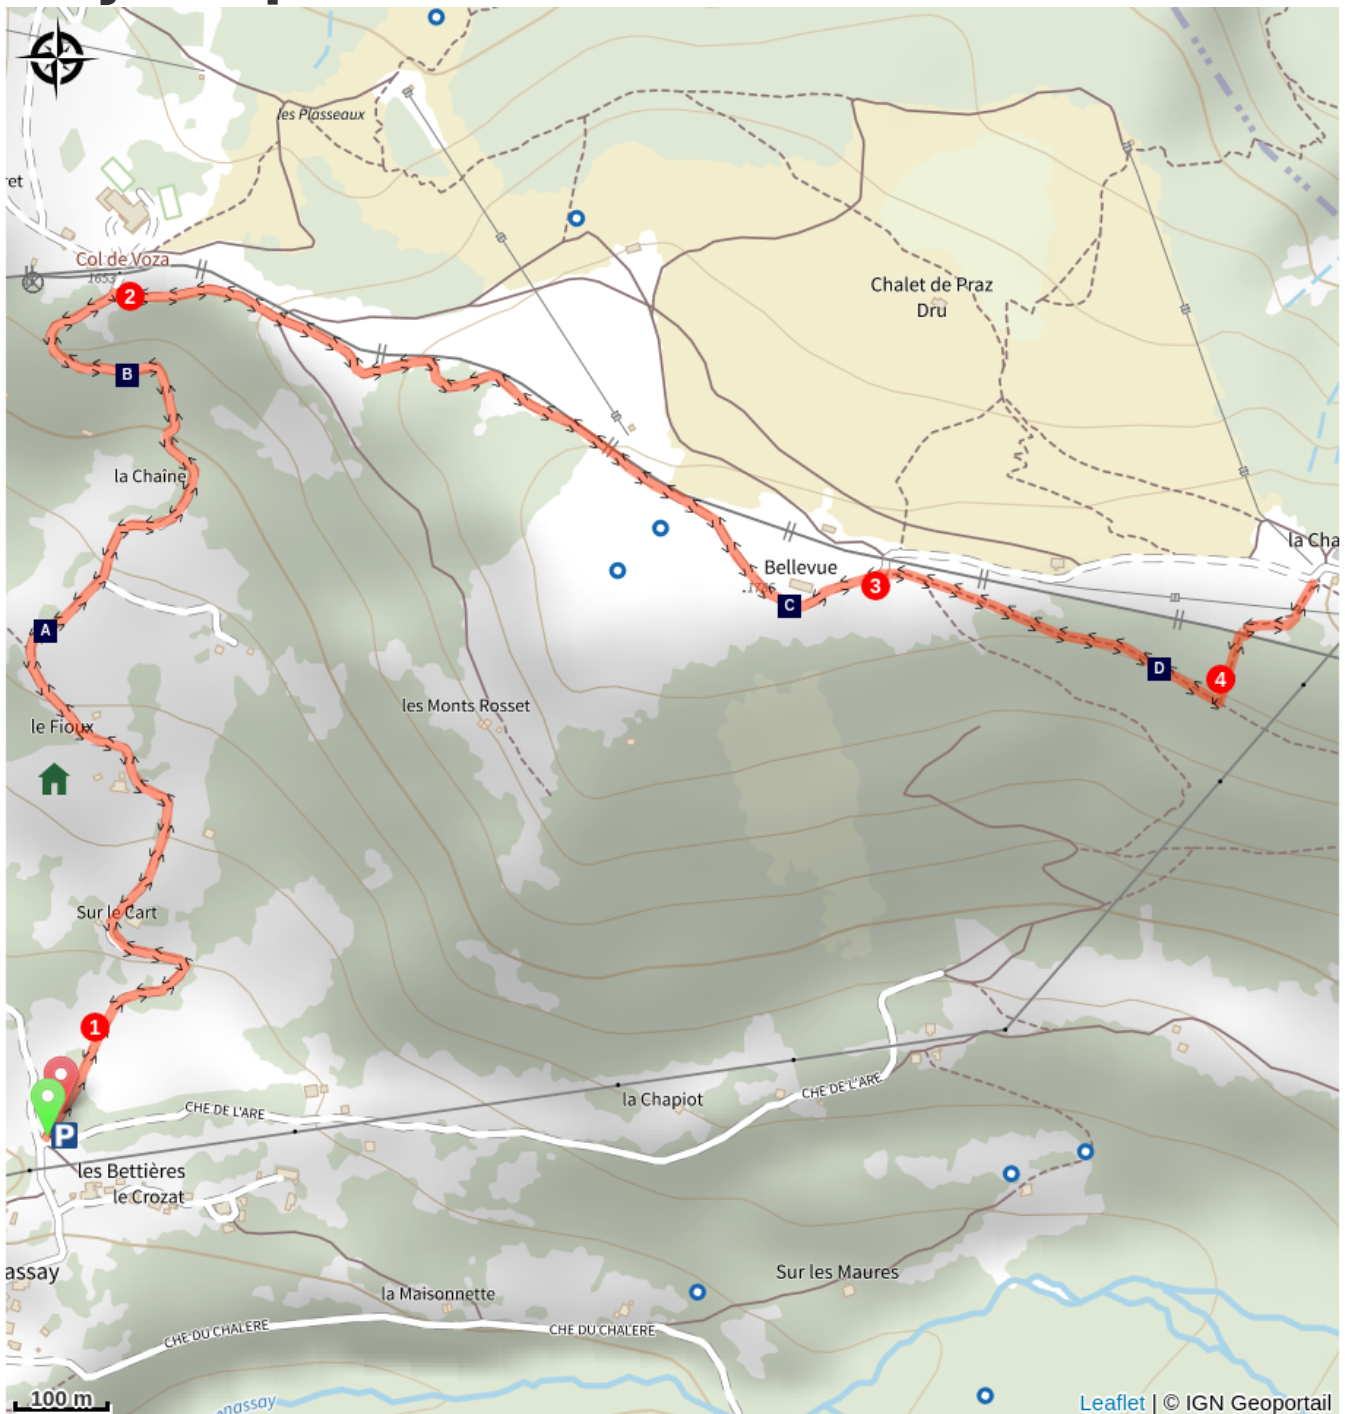 les Plasseaux
ret
Col de Voza
1653
2
Chalet de Praz
Dru
B
la Chaîne
la Cha
Bellevue
3
C
A
D
4
les Monts Rosset
le Fioux
Sur le Cart
1
CHE DE L'ARE
CHE DE L'ARE
la Chapiot
P
les Bettières
le Crozat
assay
Sur les Maures
la Maisonnette
CHE DU CHALERE
CHE DU CHALERE
100 m
nassay
Leaflet | © IGN Geoportail